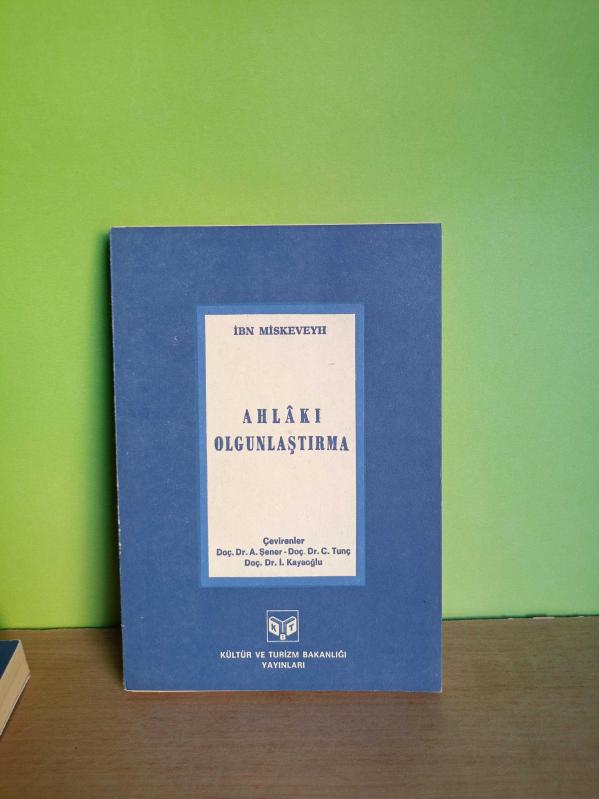 İBN MİSKEVEYH
AHLÂKI
OLGUNLAŞTIRMA
Çevirenler
Doç. Dr. A. Şener - Doç. Dr. C. Tunç
Doç. Dr. İ. Kayaoğlu
K T
B
KÜLTÜR VE TURİZM BAKANLIĞI
YAYINLARI